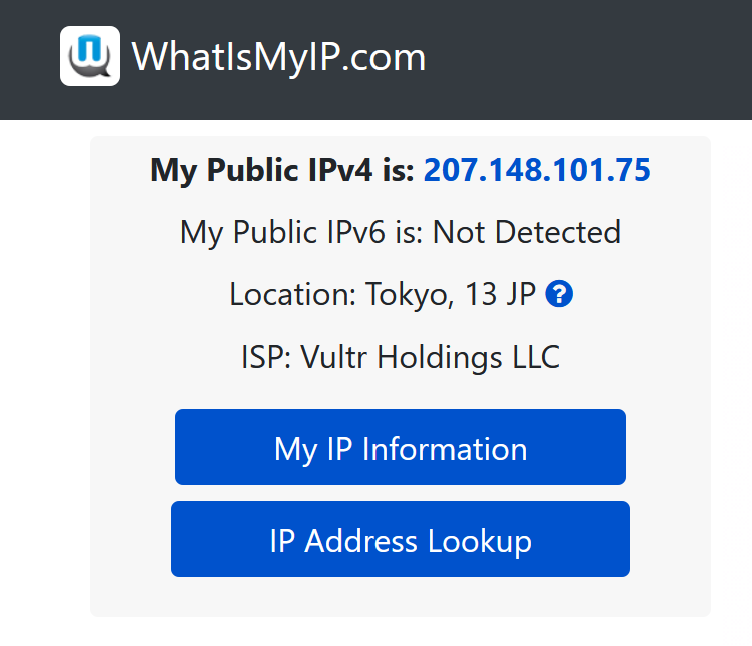 WhatIsMyIP.com
My Public IPv4 is: 207.148.101.75
My Public IPv6 is: Not Detected
Location: Tokyo, 13 JP ?
ISP: Vultr Holdings LLC
My IP Information
IP Address Lookup